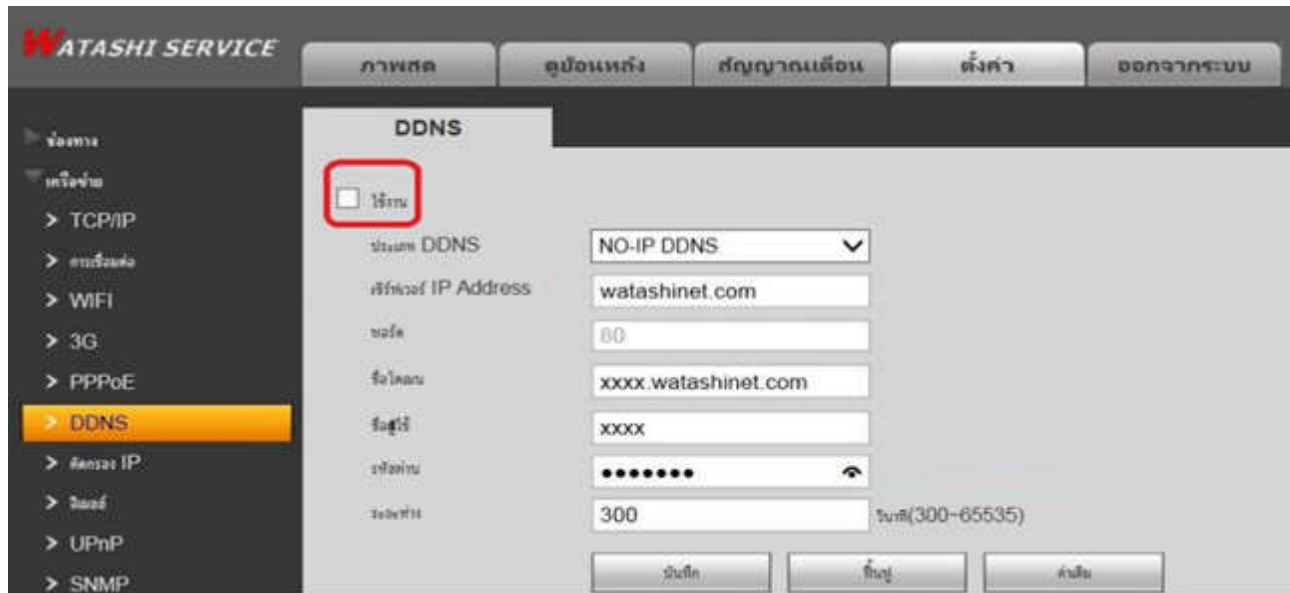 WATASHI SERVICE
ภาพสด ดูย้อนหลัง สัญญาณเตือน ตั้งค่า ออกจากระบบ
DDNS
ช่องทาง
เครือข่าย
ใช้งาน
> TCP/IP
ประเภท DDNS NO-IP DDNS
> การเชื่อมต่อ
เซิร์ฟเวอร์ IP Address watashinet.com
> WIFI
พอร์ต 80
> 3G
> PPPoE
ชื่อโดเมน xxxx.watashinet.com
> DDNS
ชื่อผู้ใช้ xxxx
> คัดกรอง IP
รหัสผ่าน •••••••
> อีเมลล์
ระยะห่าง 300 วินาที(300~65535)
> UPnP
บันทึก ฟื้นฟู ค่าเดิม
> SNMP